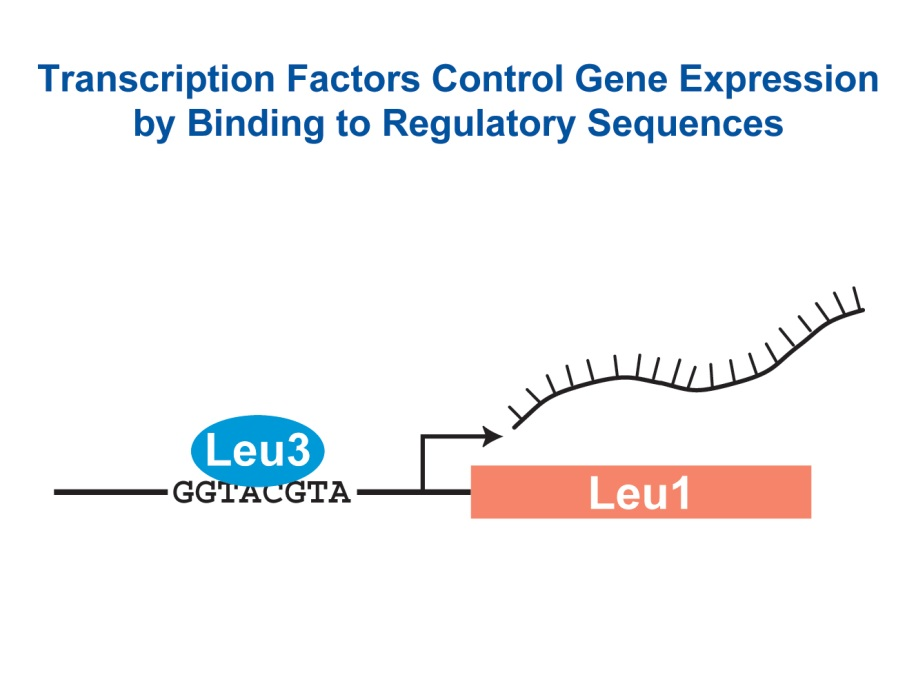 Transcription Factors Control Gene Expression
by Binding to Regulatory Sequences
Leu3
GGTACGTA
Leu1